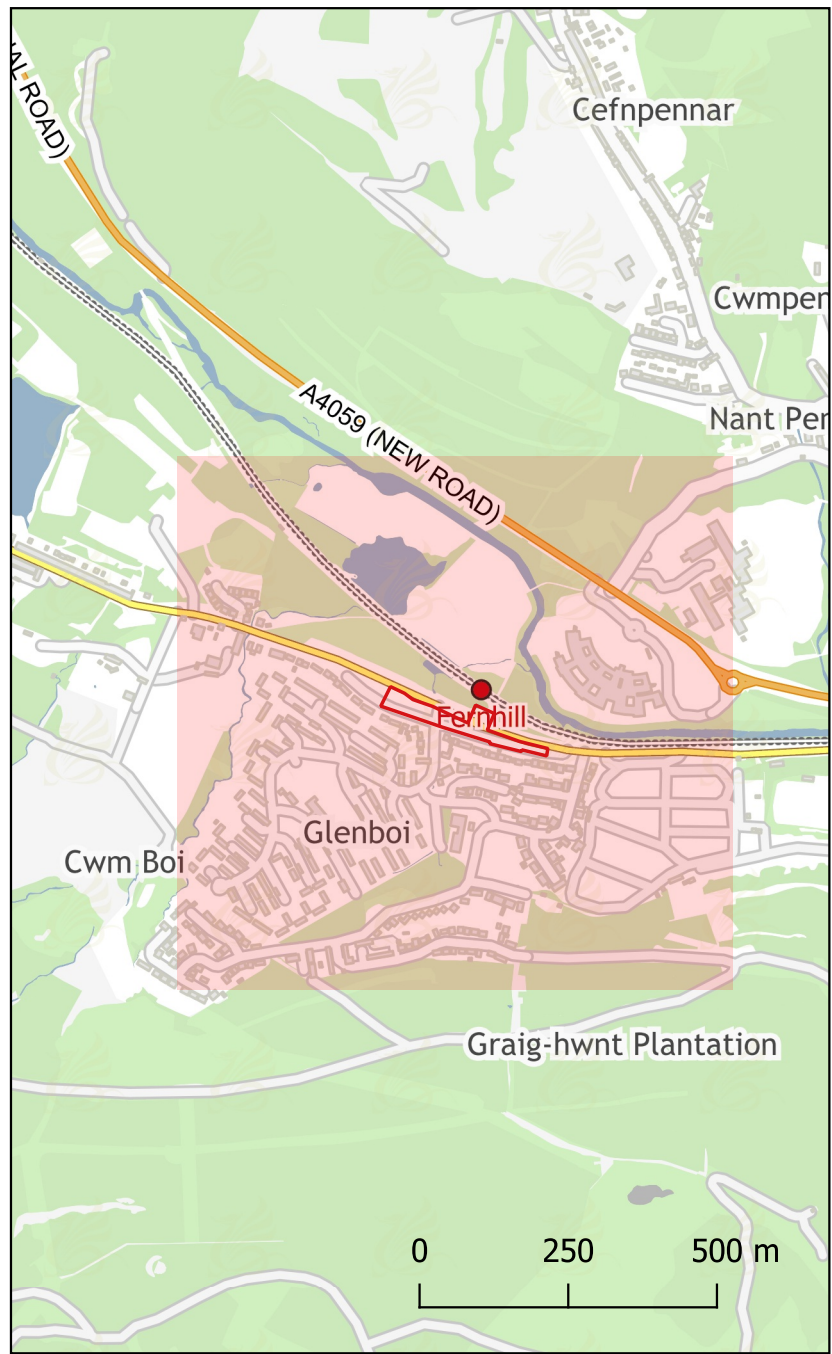 AL ROAD)
Cefnpennar
Cwmpen
Nant Pen
A4059 (NEW ROAD)
Fernhill
Glenboi
Cwm Boi
Graig-hwnt Plantation
0 250 500 m